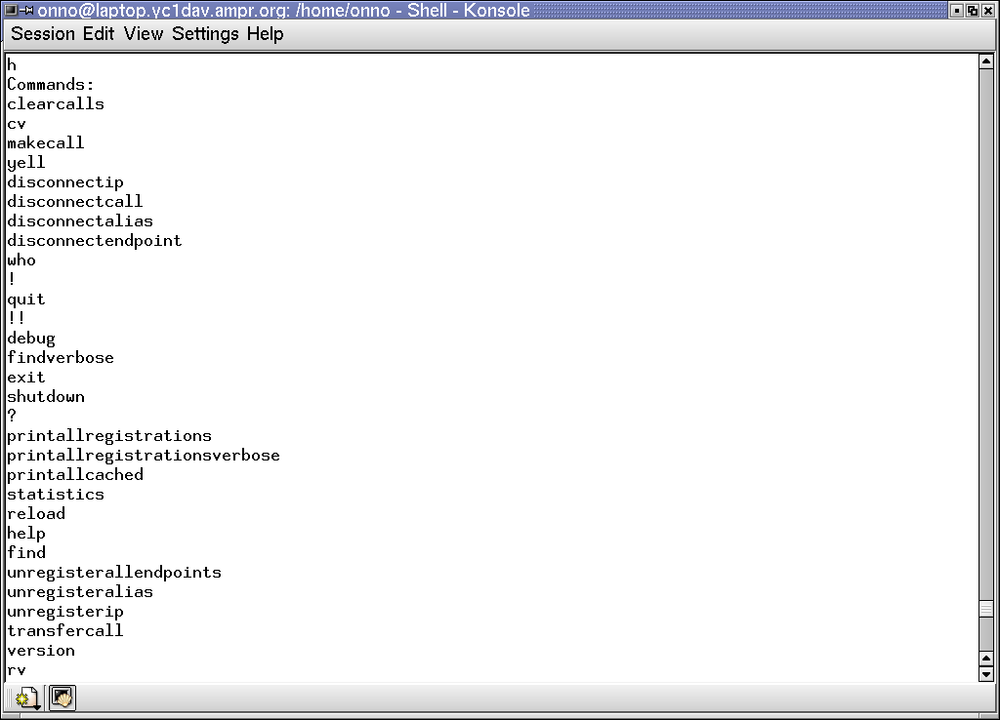 onno@laptop.yc1dav.ampr.org: /home/onno - Shell - Konsole
Session Edit View Settings Help
h
Commands:
clearcalls
cv
makecall
yell
disconnectip
disconnectcall
disconnectalias
disconnectendpoint
who
!
quit
!!
debug
findverbose
exit
shutdown
?
printallregistrations
printallregistrationsverbose
printallcached
statistics
reload
help
find
unregisterallendpoints
unregisteralias
unregisterip
transfercall
version
rv